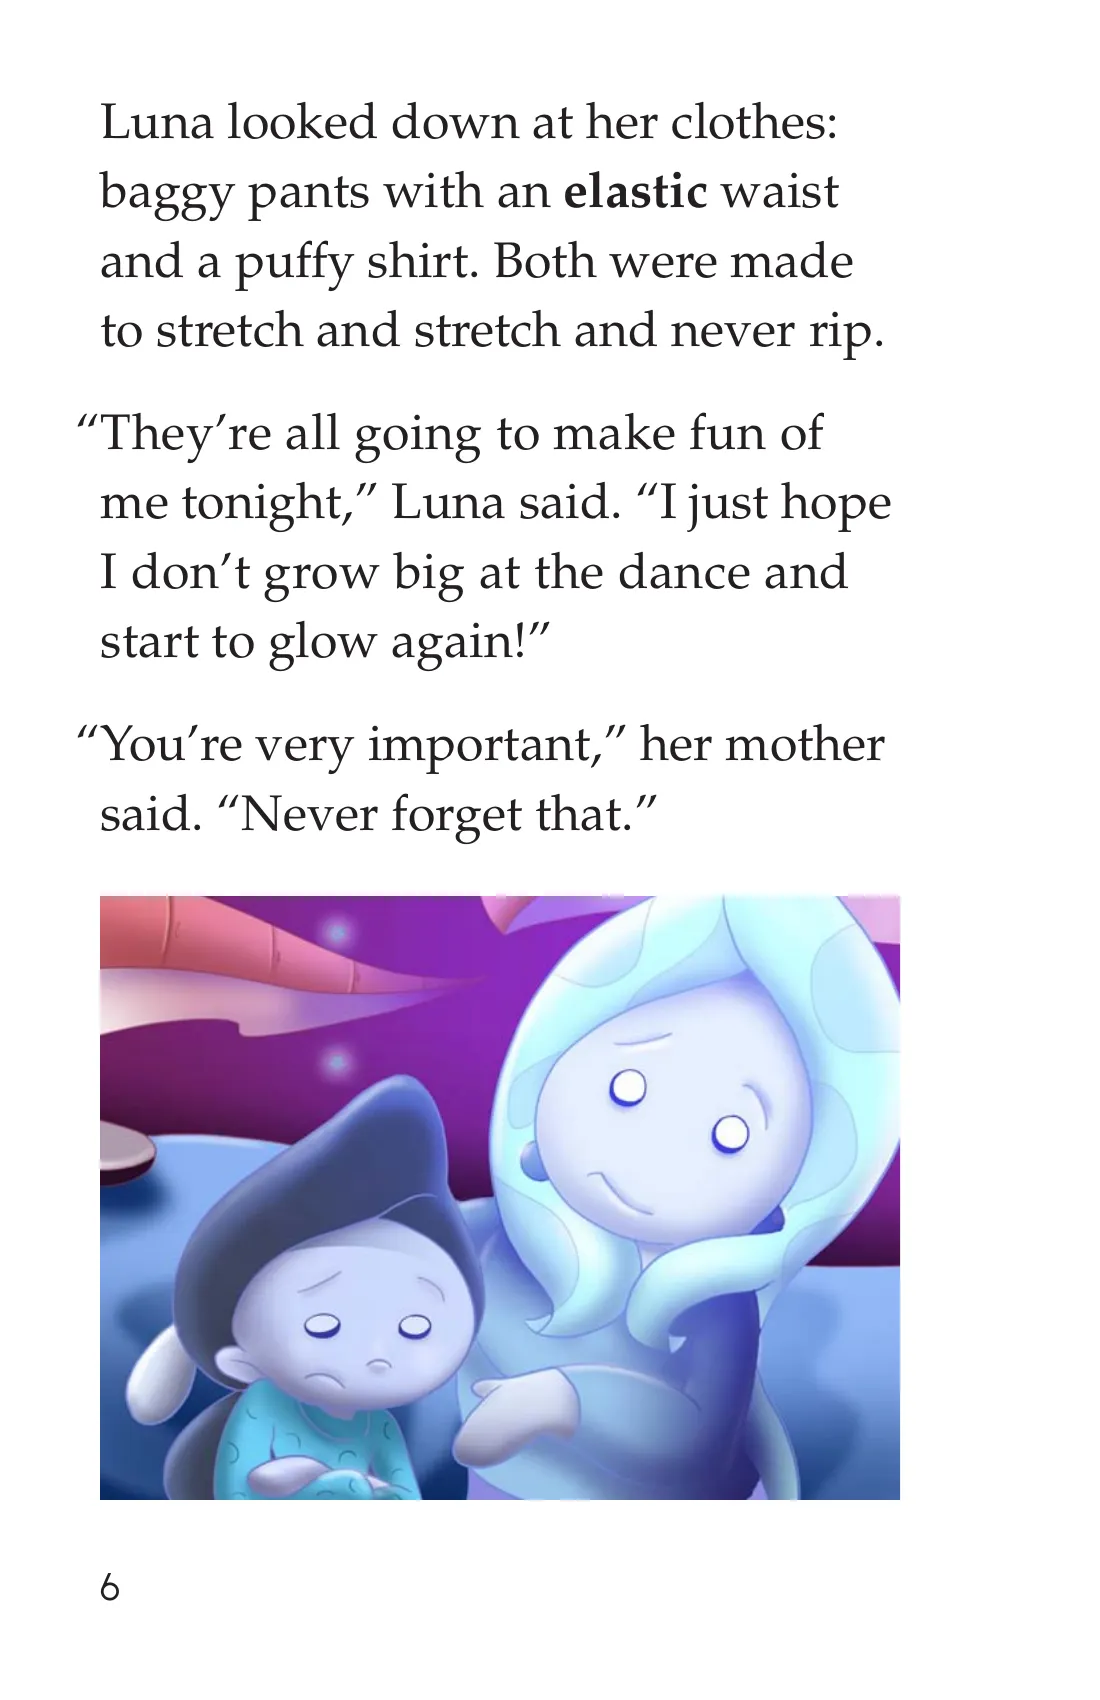 Luna looked down at her clothes:
baggy pants with an elastic waist
and a puffy shirt. Both were made
to stretch and stretch and never rip.
“They’re all going to make fun of
me tonight,” Luna said. “I just hope
I don’t grow big at the dance and
start to glow again!”
“You’re very important,” her mother
said. “Never forget that.”
6